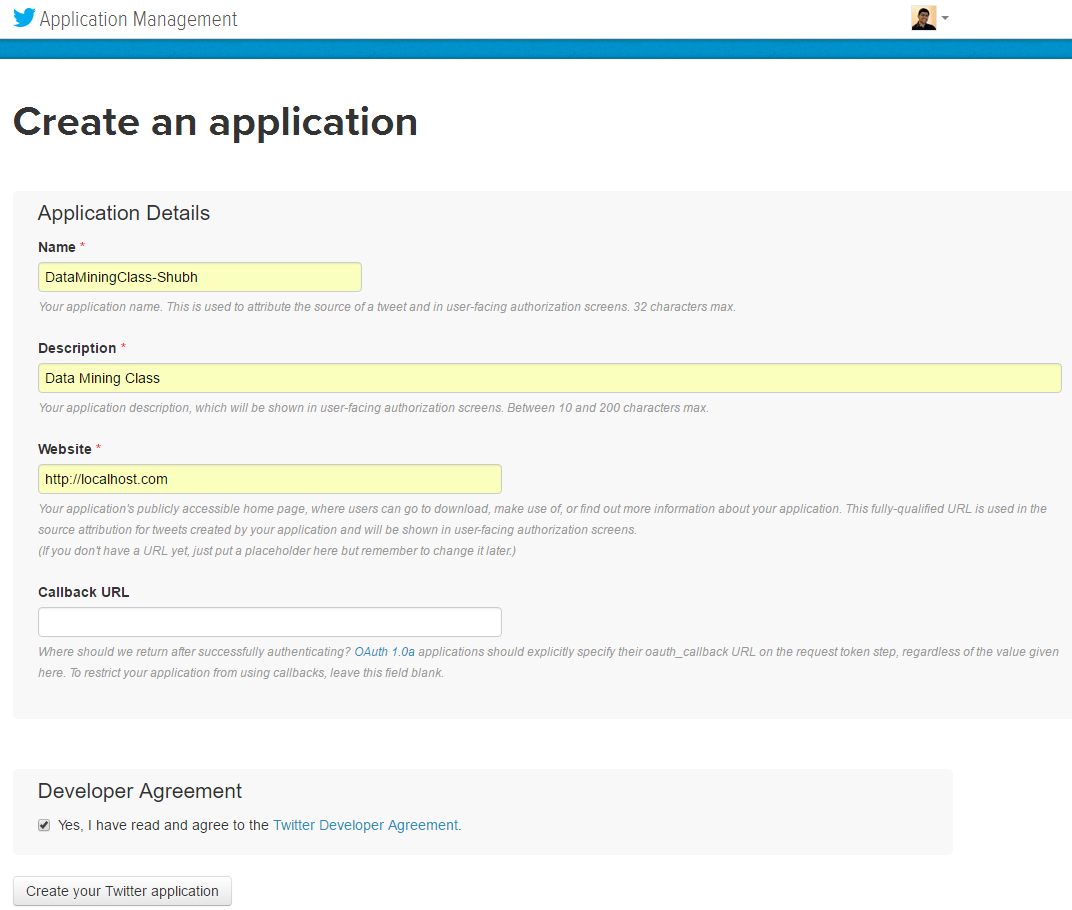 Application Management
Create an application
Application Details
Name *
DataMiningClass-Shubh
Your application name. This is used to attribute the source of a tweet and in user-facing authorization screens. 32 characters max.
Description *
Data Mining Class
Your application description, which will be shown in user-facing authorization screens. Between 10 and 200 characters max.
Website *
http://localhost.com
Your application's publicly accessible home page, where users can go to download, make use of, or find out more information about your application. This fully-qualified URL is used in the
source attribution for tweets created by your application and will be shown in user-facing authorization screens.
(If you don't have a URL yet, just put a placeholder here but remember to change it later.)
Callback URL
Where should we return after successfully authenticating? OAuth 1.0a applications should explicitly specify their oauth_callback URL on the request token step, regardless of the value given
here. To restrict your application from using callbacks, leave this field blank.
Developer Agreement
Yes, I have read and agree to the Twitter Developer Agreement.
Create your Twitter application